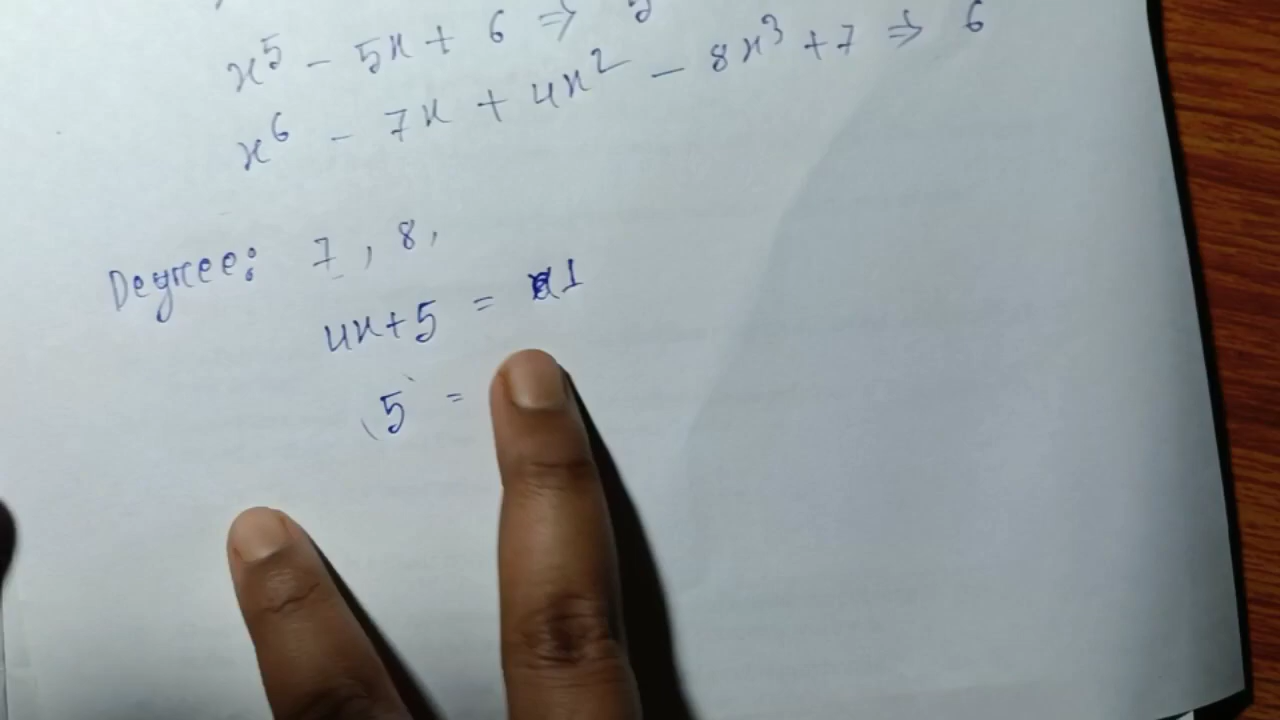 x⁵ - 5x + 6 ⇒
x⁶ - 7x + 4x² - 8x³ + 7 ⇒ 6
Degree: 7, 8,
4x+5 = 1
5 =